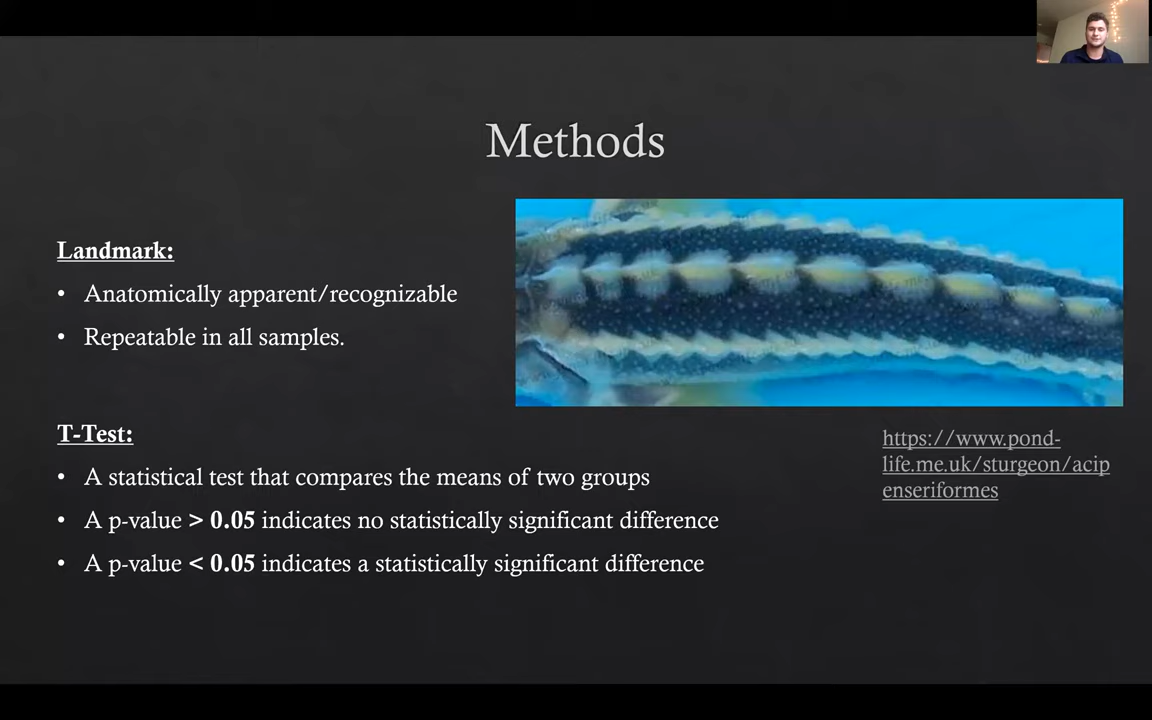 Methods
Landmark:
• Anatomically apparent/recognizable
• Repeatable in all samples.
T-Test:
• A statistical test that compares the means of two groups
• A p-value > 0.05 indicates no statistically significant difference
• A p-value < 0.05 indicates a statistically significant difference
https://www.pond-
life.me.uk/sturgeon/acip
enseriformes